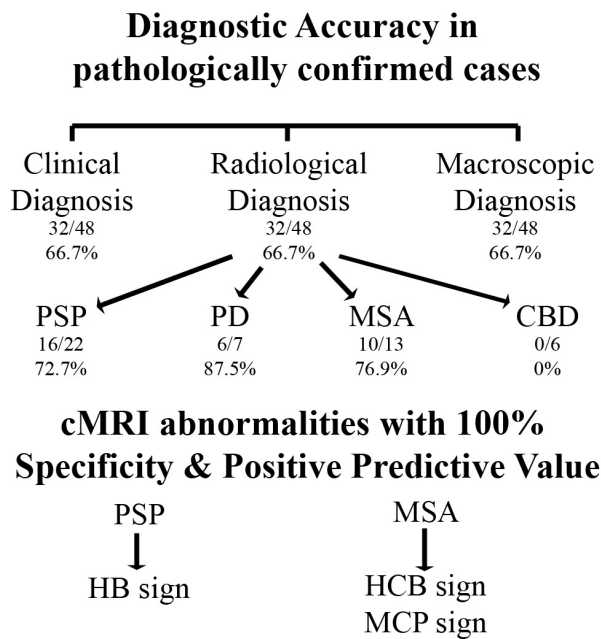 Diagnostic Accuracy in
pathologically confirmed cases
Clinical
Diagnosis
32/48
66.7%
Radiological
Diagnosis
32/48
66.7%
Macroscopic
Diagnosis
32/48
66.7%
PSP
16/22
72.7%
PD
6/7
87.5%
MSA
10/13
76.9%
CBD
0/6
0%
cMRI abnormalities with 100%
Specificity & Positive Predictive Value
PSP
HB sign
MSA
HCB sign
MCP sign